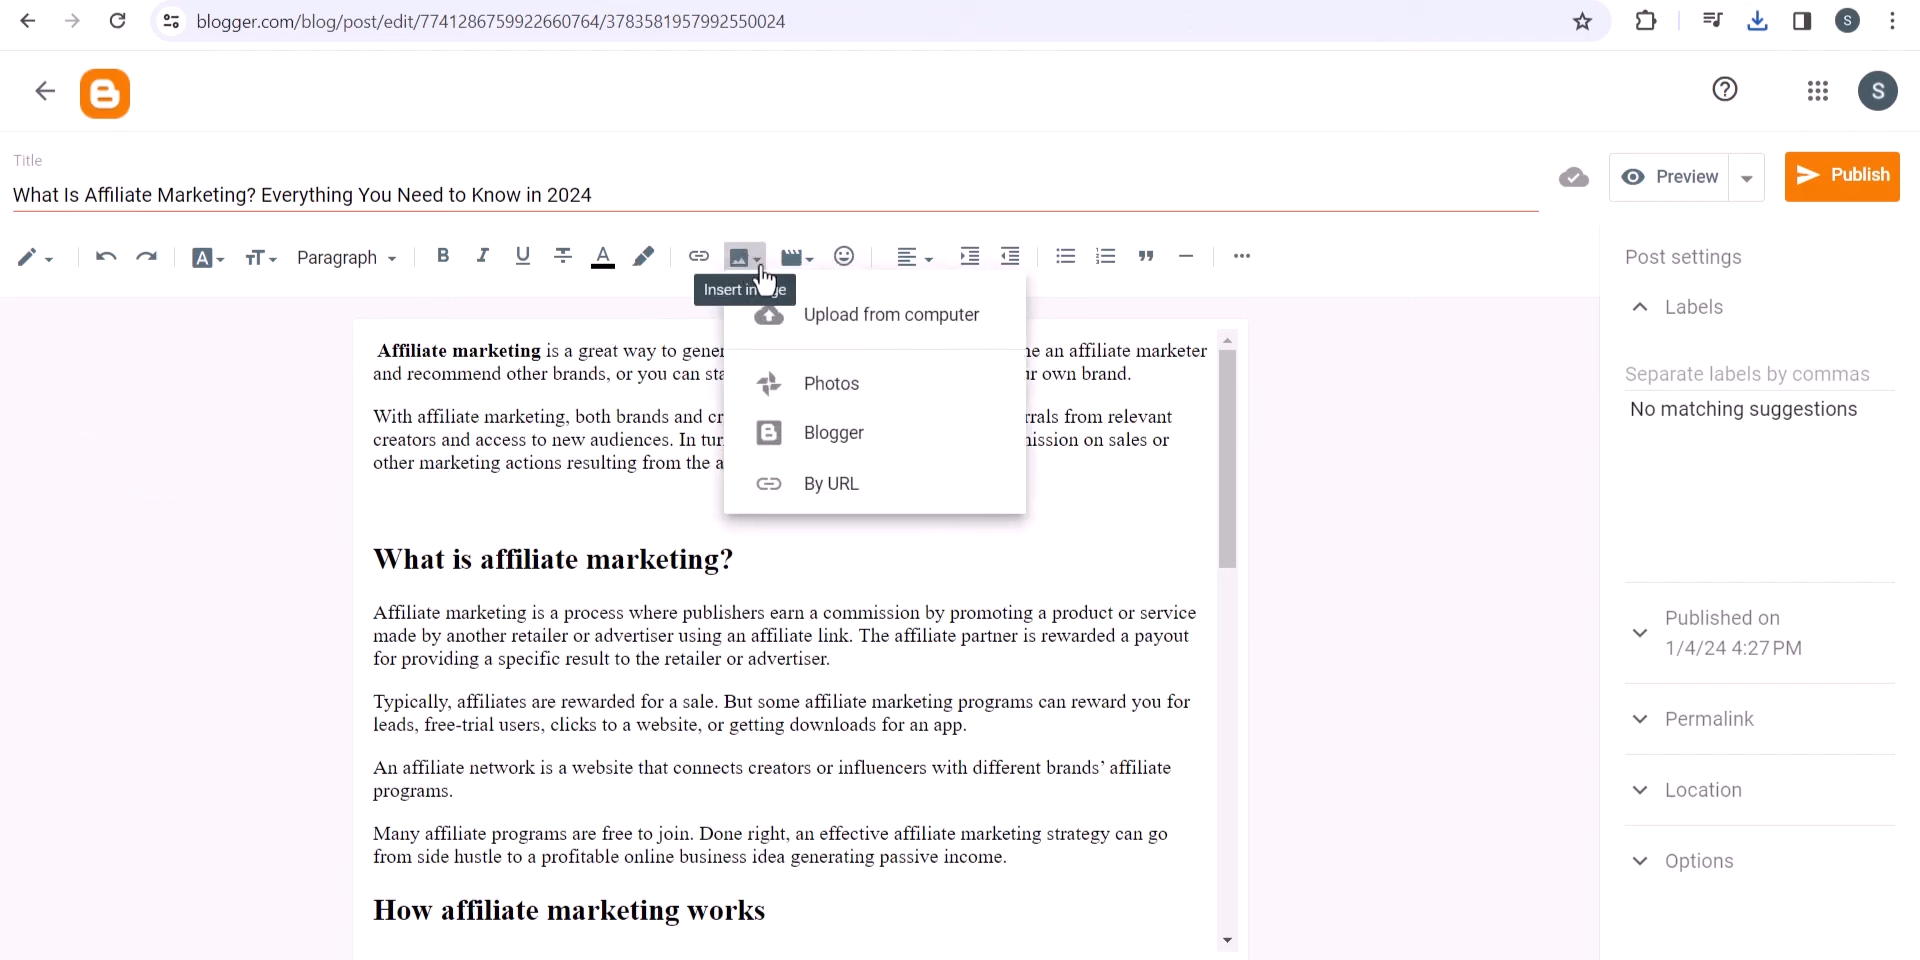 blogger.com/blog/post/edit/7741286759922660764/3783581957992550024
S
S
Title
What Is Affiliate Marketing? Everything You Need to Know in 2024
Preview
Publish
Paragraph
Insert in ge
Upload from computer
Photos
Blogger
By URL
Affiliate marketing is a great way to gener e an affiliate marketer
and recommend other brands, or you can sta r own brand.
With affiliate marketing, both brands and cr rals from relevant
creators and access to new audiences. In tur ission on sales or
other marketing actions resulting from the a
What is affiliate marketing?
Affiliate marketing is a process where publishers earn a commission by promoting a product or service
made by another retailer or advertiser using an affiliate link. The affiliate partner is rewarded a payout
for providing a specific result to the retailer or advertiser.
Typically, affiliates are rewarded for a sale. But some affiliate marketing programs can reward you for
leads, free-trial users, clicks to a website, or getting downloads for an app.
An affiliate network is a website that connects creators or influencers with different brands’ affiliate
programs.
Many affiliate programs are free to join. Done right, an effective affiliate marketing strategy can go
from side hustle to a profitable online business idea generating passive income.
How affiliate marketing works
Post settings
Labels
Separate labels by commas
No matching suggestions
Published on
1/4/24 4:27 PM
Permalink
Location
Options